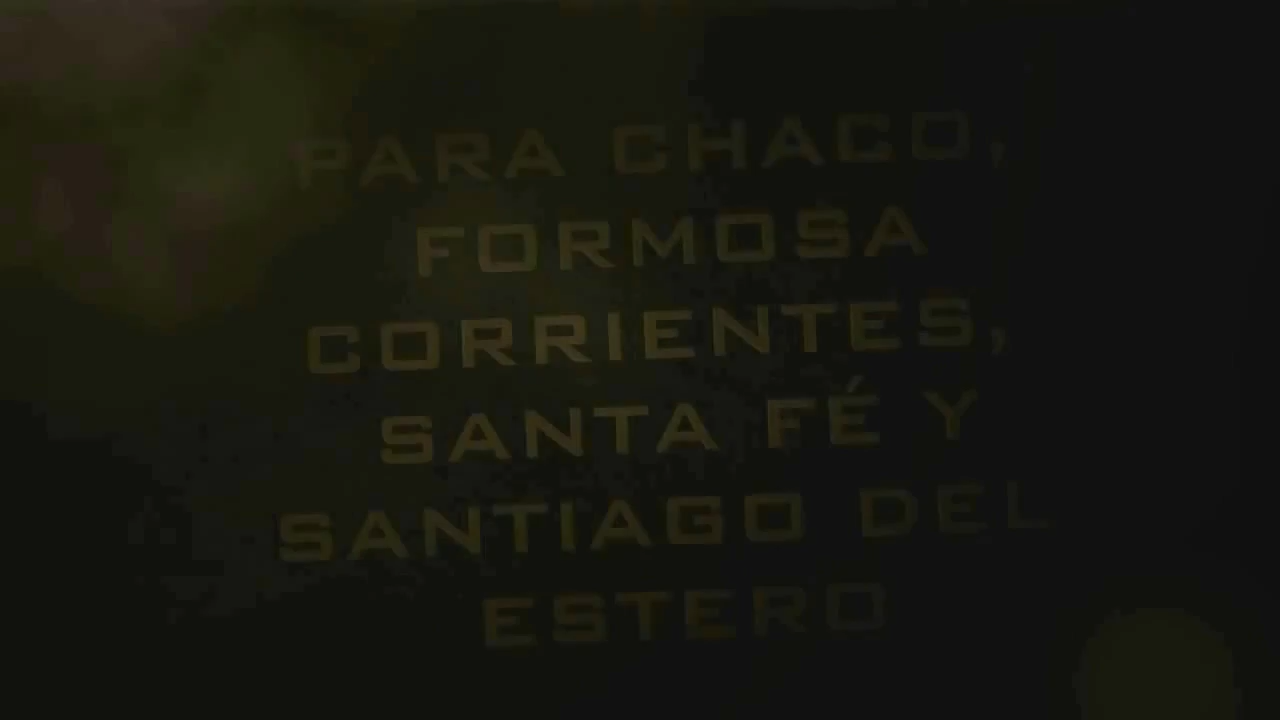 PARA CHACO,
FORMOSA
CORRIENTES,
SANTA FÉ Y
SANTIAGO DEL
ESTERO